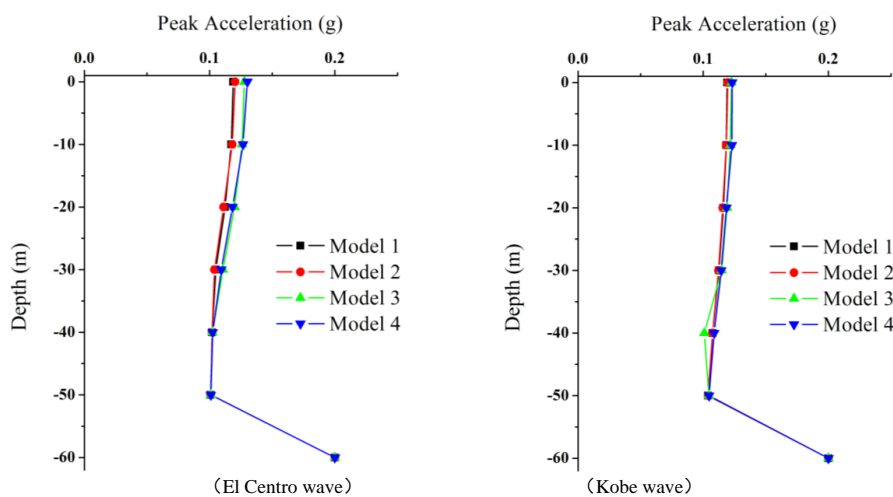 Peak Acceleration (g)
0.0 0.1 0.2
0
-10
-20
-30
-40
-50
-60
Depth (m)
Model 1
Model 2
Model 3
Model 4
（El Centro wave）
Peak Acceleration (g)
0.0 0.1 0.2
0
-10
-20
-30
-40
-50
-60
Depth (m)
Model 1
Model 2
Model 3
Model 4
（Kobe wave）